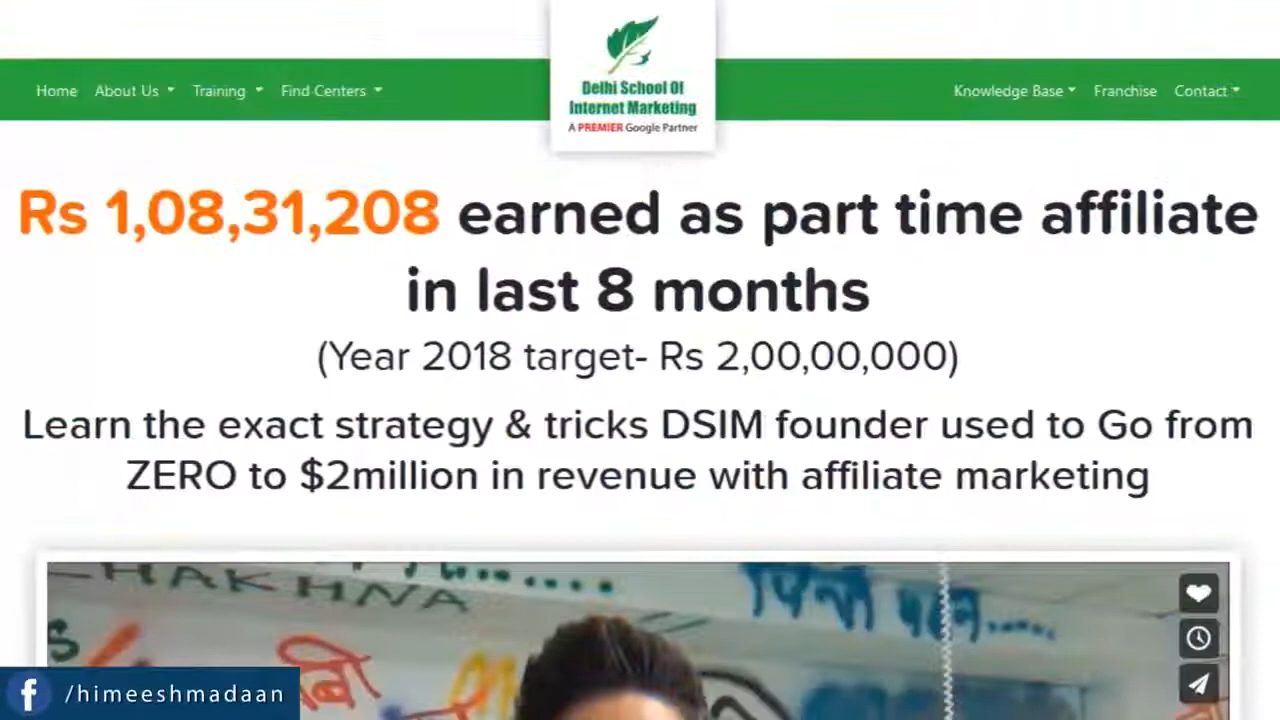 Delhi School Of
Internet Marketing
A PREMIER Google Partner
Home About Us Training Find Centers Knowledge Base Franchise Contact
Rs 1,08,31,208 earned as part time affiliate
in last 8 months
(Year 2018 target- Rs 2,00,00,000)
Learn the exact strategy & tricks DSIM founder used to Go from
ZERO to $2million in revenue with affiliate marketing
HAKHNA
/himeeshmadaan